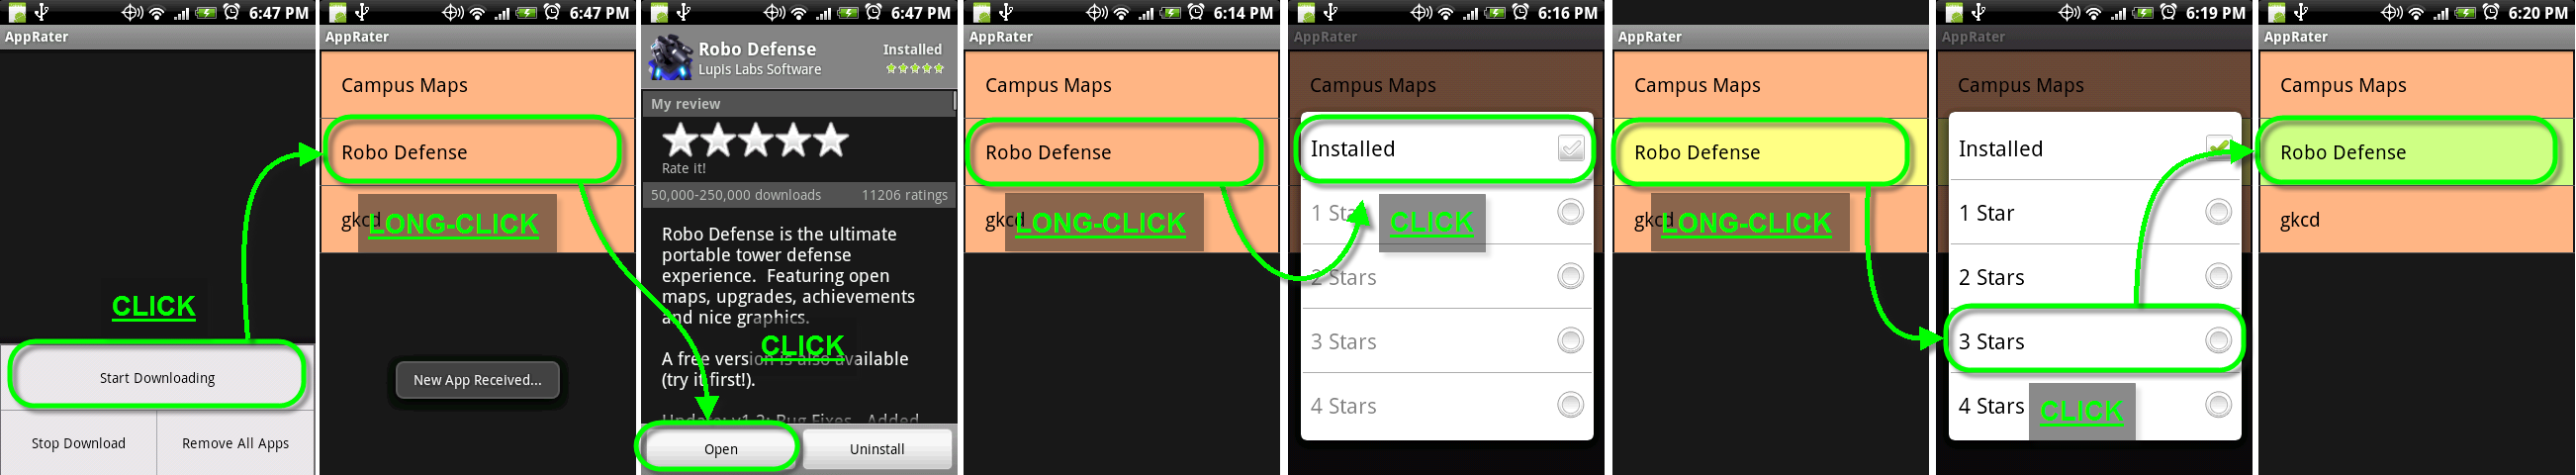 6:47 PM
AppRater
CLICK
Start Downloading
Stop Download
Remove All Apps
6:47 PM
AppRater
Campus Maps
Robo Defense
gkcd
LONG-CLICK
New App Received...
6:47 PM
Robo Defense
Installed
Lupis Labs Software
My review
Rate it!
50,000-250,000 downloads
11206 ratings
Robo Defense is the ultimate
portable tower defense
experience. Featuring open
maps, upgrades, achievements
and nice graphics.
CLICK
A free version is also available
(try it first!).
Update: v1.2: Bug Fixes Added
Open
Uninstall
6:14 PM
AppRater
Campus Maps
Robo Defense
gkcd
LONG-CLICK
6:16 PM
AppRater
Campus Maps
Installed
1 Star
CLICK
2 Stars
3 Stars
4 Stars
AppRater
Campus Maps
Robo Defense
gkcd
LONG-CLICK
6:19 PM
AppRater
Campus Maps
Installed
1 Star
2 Stars
3 Stars
4 Stars
CLICK
6:20 PM
AppRater
Campus Maps
Robo Defense
gkcd